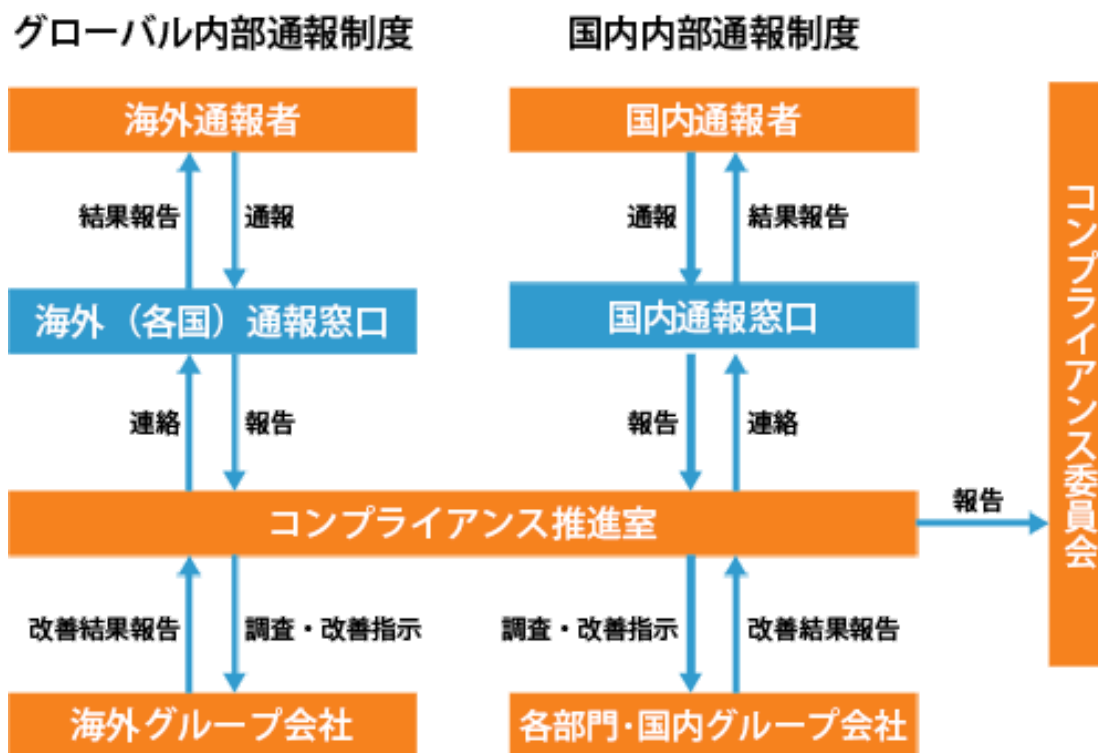 グローバル内部通報制度
国内内部通報制度
海外通報者
国内通報者
結果報告
通報
通報
結果報告
海外（各国）通報窓口
国内通報窓口
連絡
報告
報告
連絡
コンプライアンス推進室
報告
コンプライアンス委員会
改善結果報告
調査・改善指示
調査・改善指示
改善結果報告
海外グループ会社
各部門・国内グループ会社